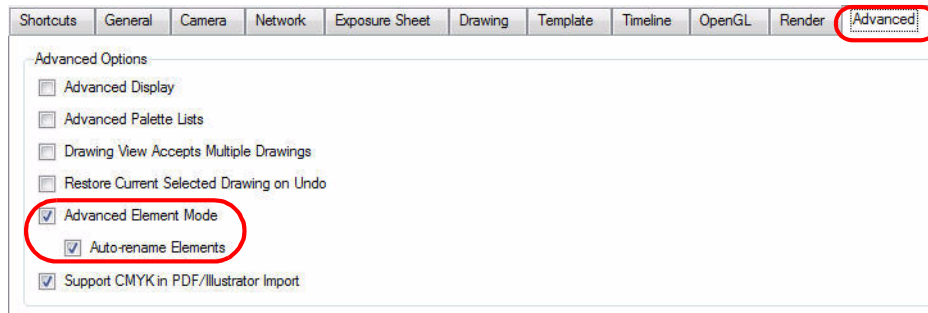 Shortcuts General Camera Network Exposure Sheet Drawing Template Timeline OpenGL Render Advanced
Advanced Options
Advanced Display
Advanced Palette Lists
Drawing View Accepts Multiple Drawings
Restore Current Selected Drawing on Undo
Advanced Element Mode
Auto-rename Elements
Support CMYK in PDF/Illustrator Import